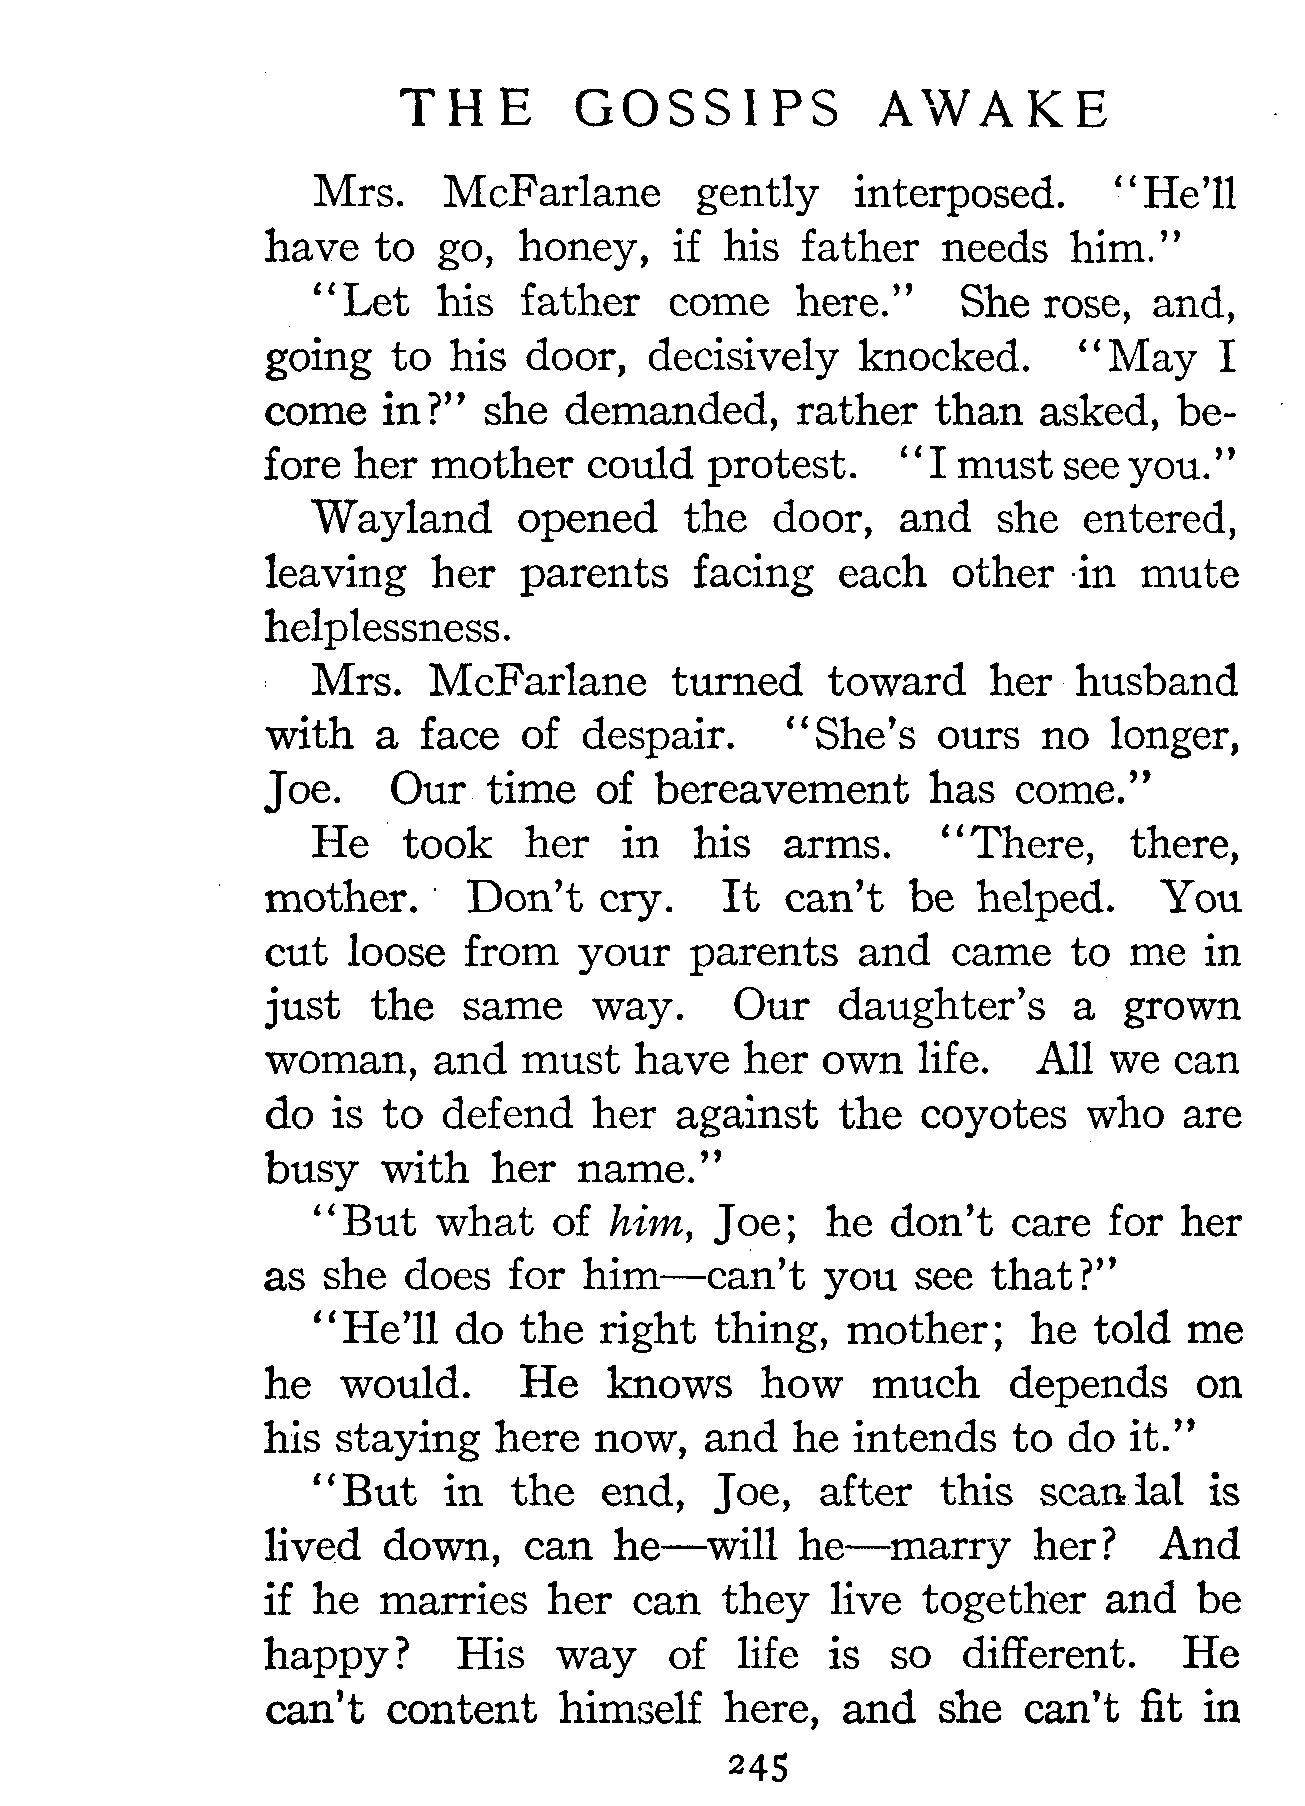 THE GOSSIPS AWAKE
Mrs. McFarlane gently interposed. "He'll
have to go, honey, if his father needs him."
"Let his father come here." She rose, and,
going to his door, decisively knocked. "May I
come in?" she demanded, rather than asked, be-
fore her mother could protest. "I must see you."
Wayland opened the door, and she entered,
leaving her parents facing each other in mute
helplessness.
Mrs. McFarlane turned toward her husband
with a face of despair. "She's ours no longer,
Joe. Our time of bereavement has come."
He took her in his arms. "There, there,
mother. Don't cry. It can't be helped. You
cut loose from your parents and came to me in
just the same way. Our daughter's a grown
woman, and must have her own life. All we can
do is to defend her against the coyotes who are
busy with her name."
"But what of him, Joe; he don't care for her
as she does for him—can't you see that?"
"He'll do the right thing, mother; he told me
he would. He knows how much depends on
his staying here now, and he intends to do it."
"But in the end, Joe, after this scandal is
lived down, can he—will he—marry her? And
if he marries her can they live together and be
happy? His way of life is so different. He
can't content himself here, and she can't fit in
245